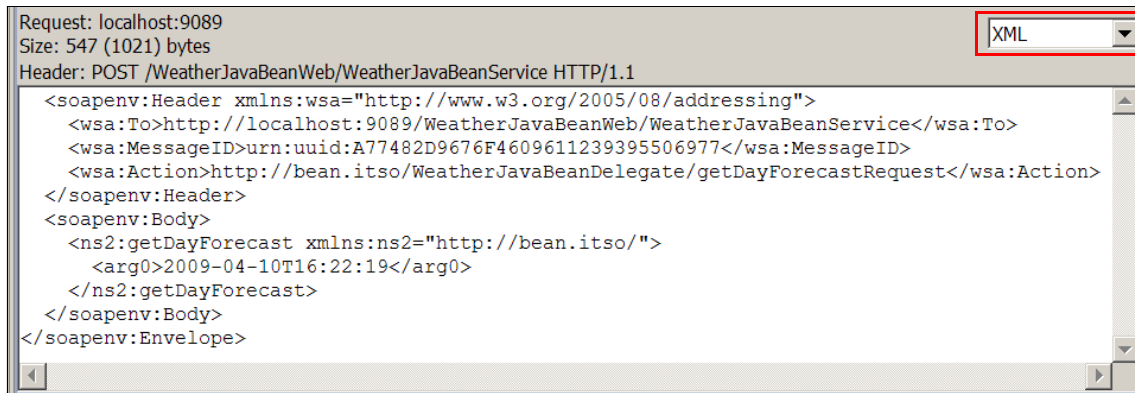 Request: localhost:9089
XML
Size: 547 (1021) bytes
Header: POST /WeatherJavaBeanWeb/WeatherJavaBeanService HTTP/1.1
<soapenv:Header xmlns:wsa="http://www.w3.org/2005/08/addressing">
<wsa:To>http://localhost:9089/WeatherJavaBeanWeb/WeatherJavaBeanService</wsa:To>
<wsa:MessageID>urn:uuid:A77482D9676F4609611239395506977</wsa:MessageID>
<wsa:Action>http://bean.itso/WeatherJavaBeanDelegate/getDayForecastRequest</wsa:Action>
</soapenv:Header>
<soapenv:Body>
<ns2:getDayForecast xmlns:ns2="http://bean.itso/">
<arg0>2009-04-10T16:22:19</arg0>
</ns2:getDayForecast>
</soapenv:Body>
</soapenv:Envelope>